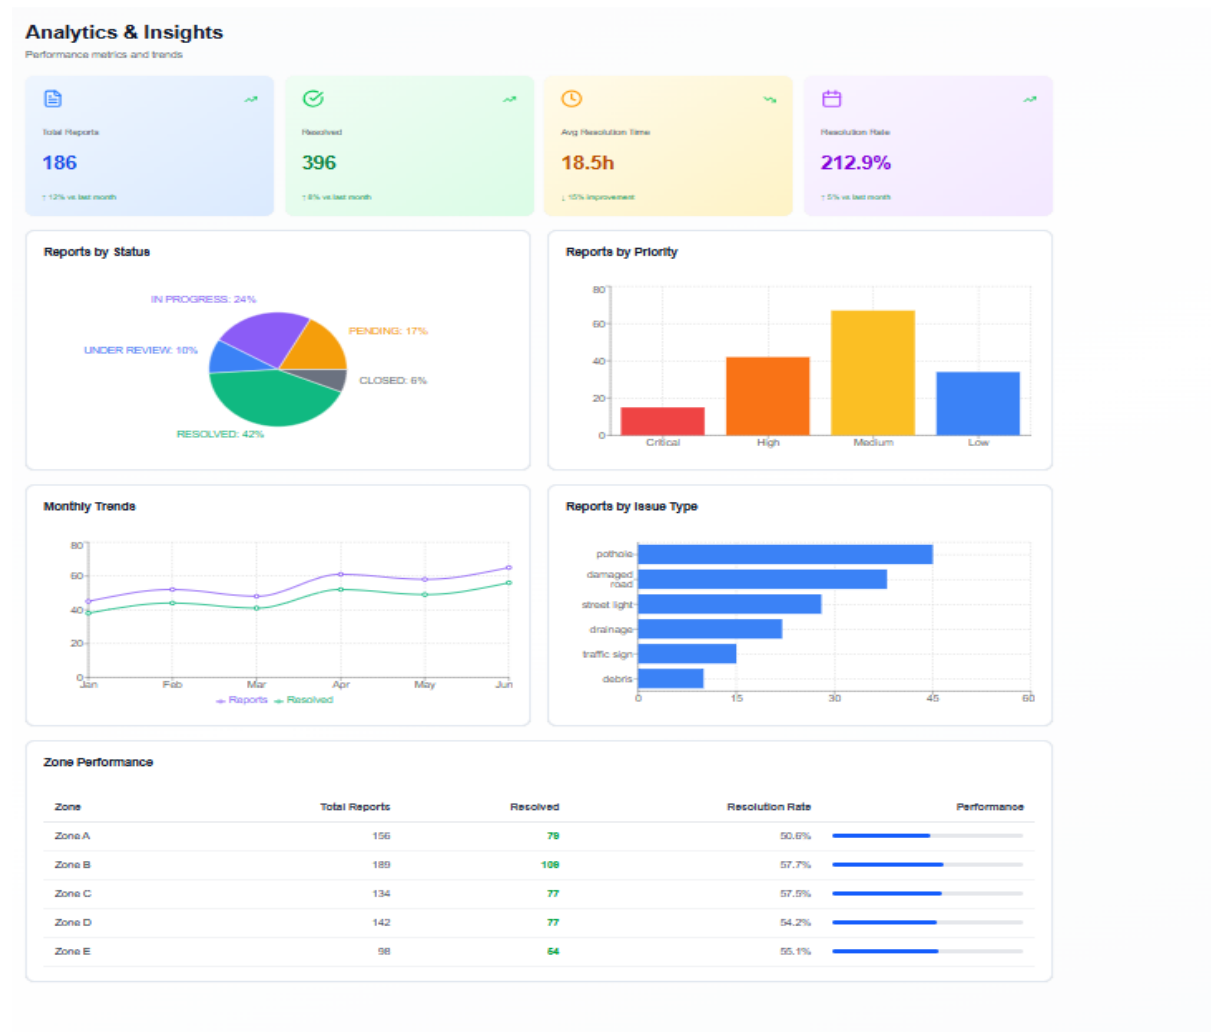 Analytics & Insights
Performance metrics and trends
Total Reports
186
↑ 12% vs last month
Resolved
396
↑ 8% vs last month
Avg Resolution Time
18.5h
↓ 15% improvement
Resolution Rate
212.9%
↑ 5% vs last month
Reports by Status
IN PROGRESS: 24%
PENDING: 17%
UNDER REVIEW: 10%
CLOSED: 6%
RESOLVED: 42%
Reports by Priority
80
60
40
20
0
Critical High Medium Low
Monthly Trends
80
60
40
20
0
Jan Feb Mar Apr May Jun
Reports Resolved
Reports by Issue Type
pothole
damaged
road
street light
drainage
traffic sign
debris
0 15 30 45 60
Zone Performance
Zone Total Reports Resolved Resolution Rate Performance
Zone A 156 79 50.6%
Zone B 189 109 57.7%
Zone C 134 77 57.5%
Zone D 142 77 54.2%
Zone E 98 54 55.1%